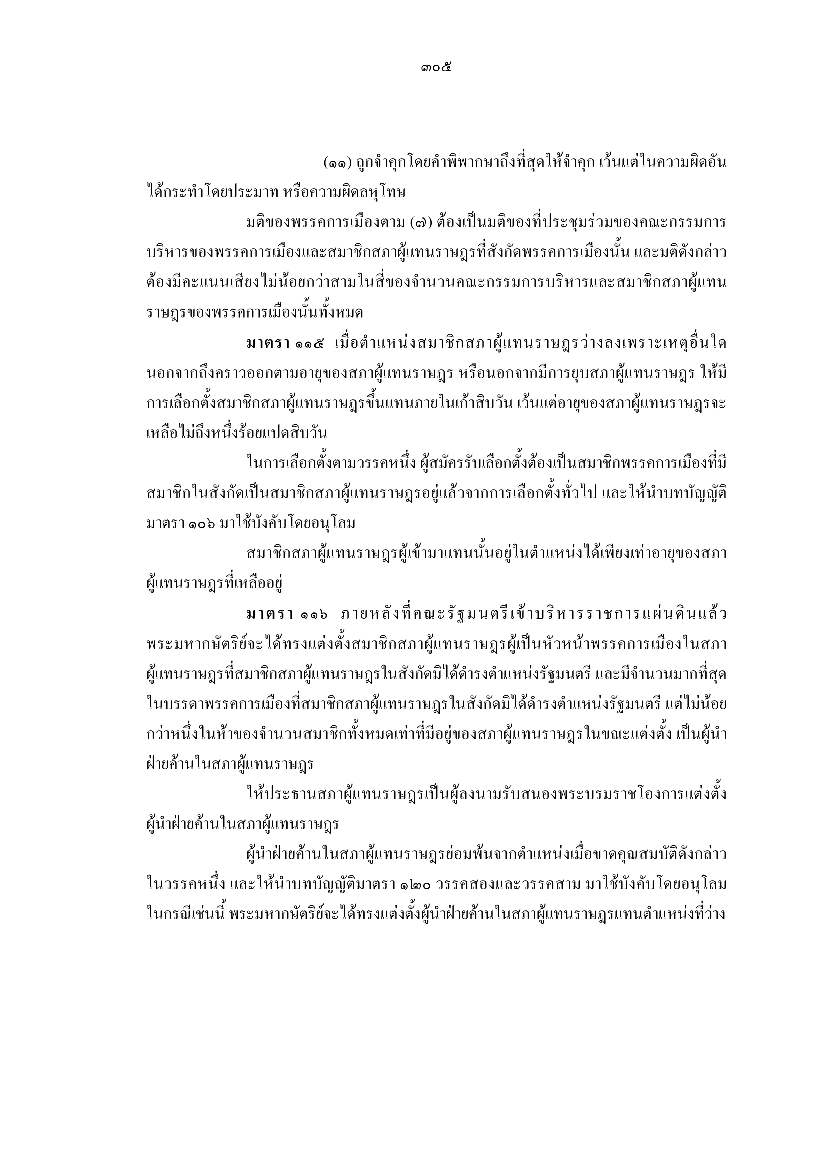 ๓๐๕
(๑๑) ถูกจำคุกโดยคำพิพากษาถึงที่สุดให้จำคุก เว้นแต่ในความผิดอัน
ได้กระทำโดยประมาท หรือความผิดลหุโทษ
มติของพรรคการเมืองตาม (๗) ต้องเป็นมติของที่ประชุมร่วมของคณะกรรมการ
บริหารของพรรคการเมืองและสมาชิกสภาผู้แทนราษฎรที่สังกัดพรรคการเมืองนั้น และมติดังกล่าว
ต้องมีคะแนนเสียงไม่น้อยกว่าสามในสี่ของจำนวนคณะกรรมการบริหารและสมาชิกสภาผู้แทน
ราษฎรของพรรคการเมืองนั้นทั้งหมด
มาตรา ๑๑๕ เมื่อตำแหน่งสมาชิกสภาผู้แทนราษฎรว่างลงเพราะเหตุอื่นใด
นอกจากถึงคราวออกตามอายุของสภาผู้แทนราษฎร หรือนอกจากมีการยุบสภาผู้แทนราษฎร ให้มี
การเลือกตั้งสมาชิกสภาผู้แทนราษฎรขึ้นแทนภายในเก้าสิบวัน เว้นแต่อายุของสภาผู้แทนราษฎรจะ
เหลือไม่ถึงหนึ่งร้อยแปดสิบวัน
ในการเลือกตั้งตามวรรคหนึ่ง ผู้สมัครรับเลือกตั้งต้องเป็นสมาชิกพรรคการเมืองที่มี
สมาชิกในสังกัดเป็นสมาชิกสภาผู้แทนราษฎรอยู่แล้วจากการเลือกตั้งทั่วไป และให้นำบทบัญญัติ
มาตรา ๑๐๖ มาใช้บังคับโดยอนุโลม
สมาชิกสภาผู้แทนราษฎรผู้เข้ามาแทนนั้นอยู่ในตำแหน่งได้เพียงเท่าอายุของสภา
ผู้แทนราษฎรที่เหลืออยู่
มาตรา ๑๑๖ ภายหลังที่คณะรัฐมนตรีเข้าบริหารราชการแผ่นดินแล้ว
พระมหากษัตริย์จะได้ทรงแต่งตั้งสมาชิกสภาผู้แทนราษฎรผู้เป็นหัวหน้าพรรคการเมืองในสภา
ผู้แทนราษฎรที่สมาชิกสภาผู้แทนราษฎรในสังกัดมิได้ดำรงตำแหน่งรัฐมนตรี และมีจำนวนมากที่สุด
ในบรรดาพรรคการเมืองที่สมาชิกสภาผู้แทนราษฎรในสังกัดมิได้ดำรงตำแหน่งรัฐมนตรี แต่ไม่น้อย
กว่าหนึ่งในห้าของจำนวนสมาชิกทั้งหมดเท่าที่มีอยู่ของสภาผู้แทนราษฎรในขณะแต่งตั้ง เป็นผู้นำ
ฝ่ายค้านในสภาผู้แทนราษฎร
ให้ประธานสภาผู้แทนราษฎรเป็นผู้ลงนามรับสนองพระบรมราชโองการแต่งตั้ง
ผู้นำฝ่ายค้านในสภาผู้แทนราษฎร
ผู้นำฝ่ายค้านในสภาผู้แทนราษฎรย่อมพ้นจากตำแหน่งเมื่อขาดคุณสมบัติดังกล่าว
ในวรรคหนึ่ง และให้นำบทบัญญัติมาตรา ๑๒๐ วรรคสองและวรรคสาม มาใช้บังคับโดยอนุโลม
ในกรณีเช่นนี้ พระมหากษัตริย์จะได้ทรงแต่งตั้งผู้นำฝ่ายค้านในสภาผู้แทนราษฎรแทนตำแหน่งที่ว่าง